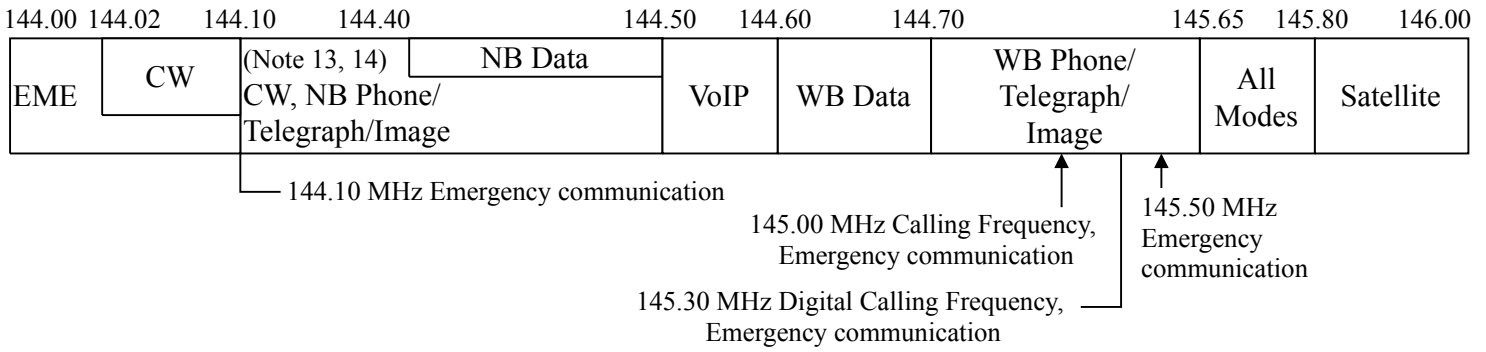 144.00 144.02 144.10 144.40 144.50 144.60 144.70 145.65 145.80 146.00
EME
CW
(Note 13, 14)
CW, NB Phone/
Telegraph/Image
NB Data
VoIP
WB Data
WB Phone/
Telegraph/
Image
All
Modes
Satellite
144.10 MHz Emergency communication
145.00 MHz Calling Frequency,
Emergency communication
145.50 MHz
Emergency
communication
145.30 MHz Digital Calling Frequency,
Emergency communication